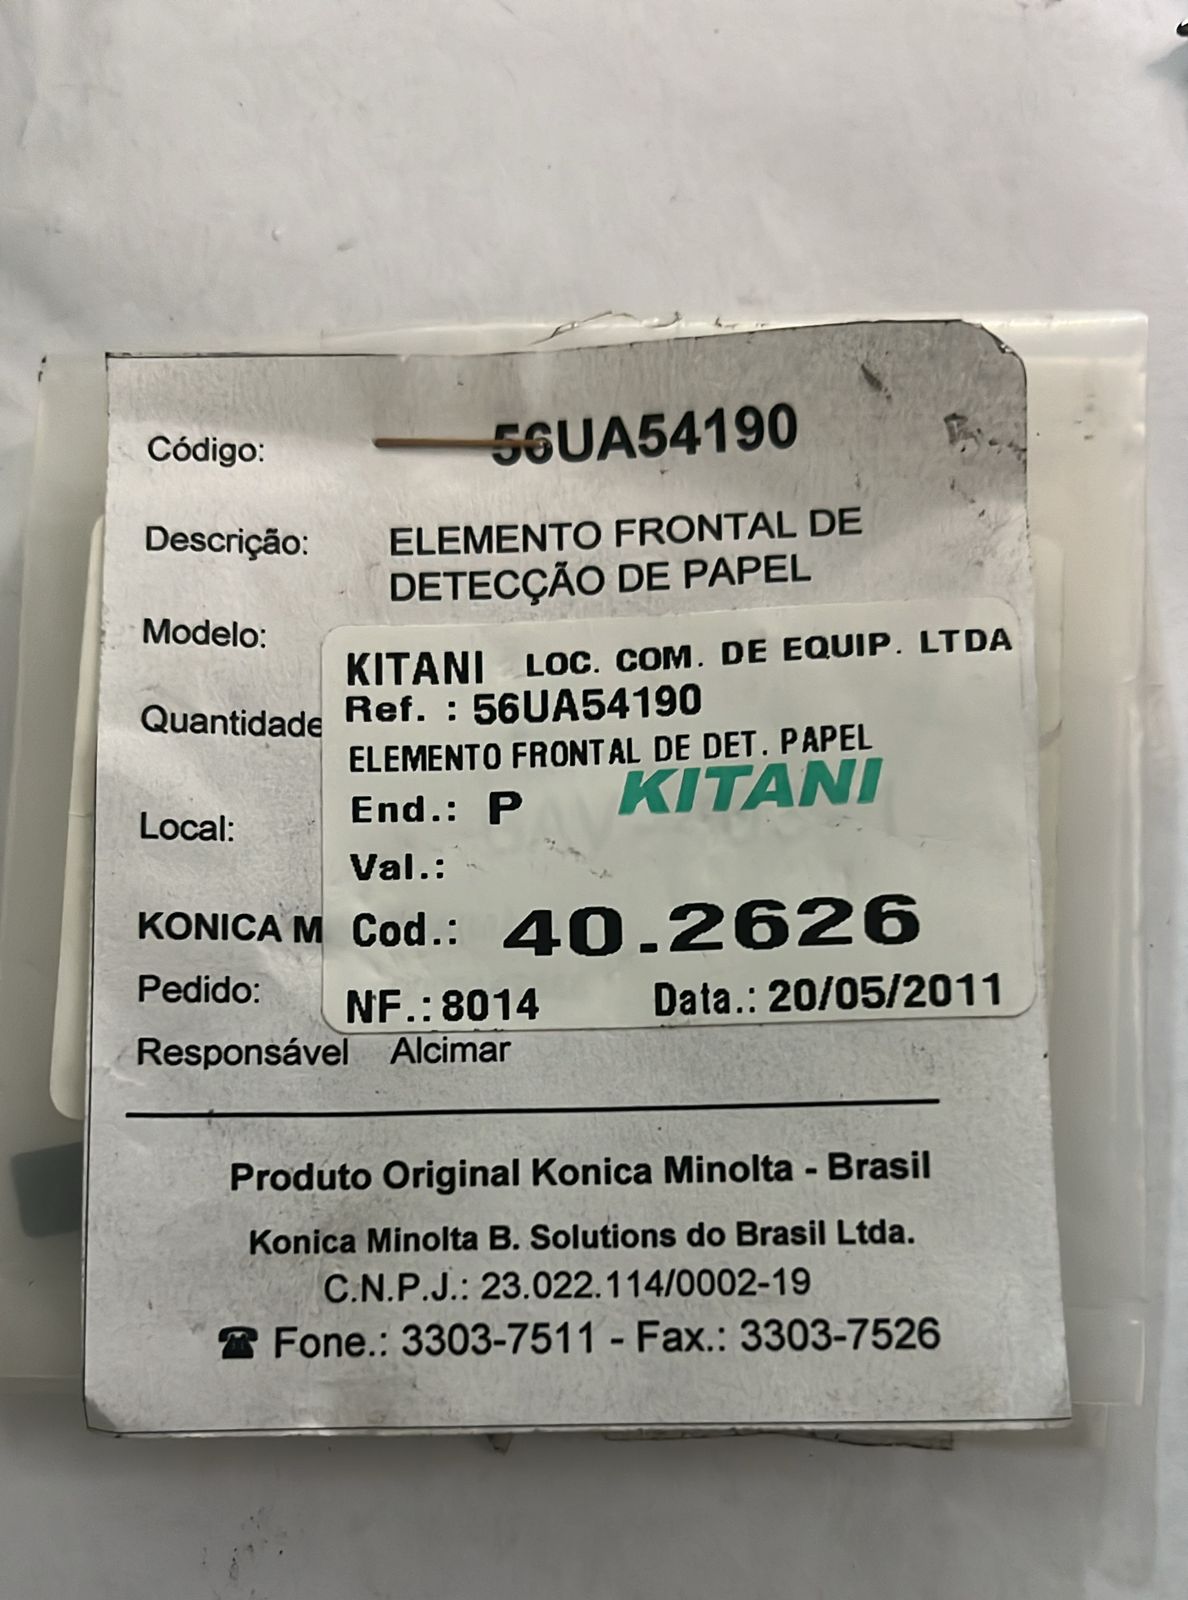 Código: 56UA54190
Descrição: ELEMENTO FRONTAL DE
DETECÇÃO DE PAPEL
Modelo:
Quantidade
Local:
KONICA M
Pedido:
Responsável Alcimar
KITANI LOC. COM. DE EQUIP. LTDA
Ref. : 56UA54190
ELEMENTO FRONTAL DE DET. PAPEL
KITANI
End.: P
Val.:
Cod.: 40.2626
NF.: 8014 Data.: 20/05/2011
Produto Original Konica Minolta - Brasil
Konica Minolta B. Solutions do Brasil Ltda.
C.N.P.J.: 23.022.114/0002-19
☎ Fone.: 3303-7511 - Fax.: 3303-7526